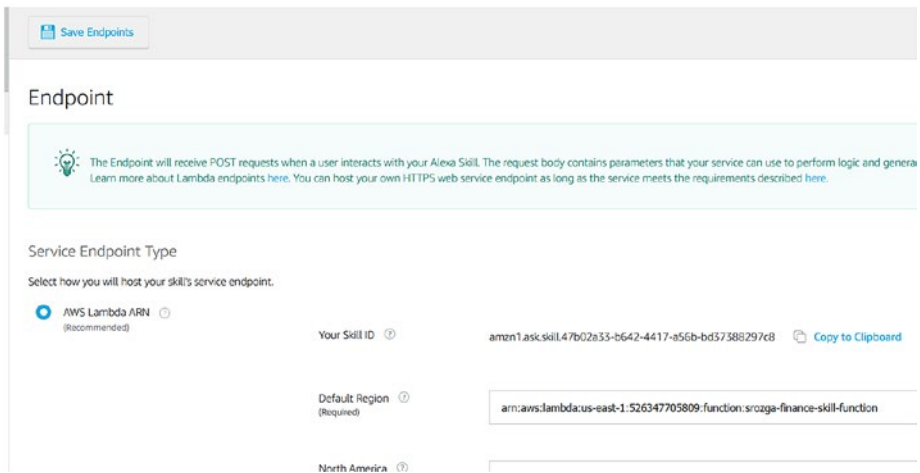 Save Endpoints
Endpoint
The Endpoint will receive POST requests when a user interacts with your Alexa Skill. The request body contains parameters that your service can use to perform logic and
Learn more about Lambda endpoints here. You can host your own HTTPS web service endpoint as long as the service meets the requirements described here.
Service Endpoint Type
Select how you will host your skill's service endpoint.
AWS Lambda ARN
(Recommended)
Your Skill ID
amzn1.ask.skill.47b02a33-b642-4417-a56b-bd37388297c8
Copy to Clipboard
Default Region
(Required)
arn:aws:lambda:us-east-1:526347705809:function:srozga-finance-skill-function
North America